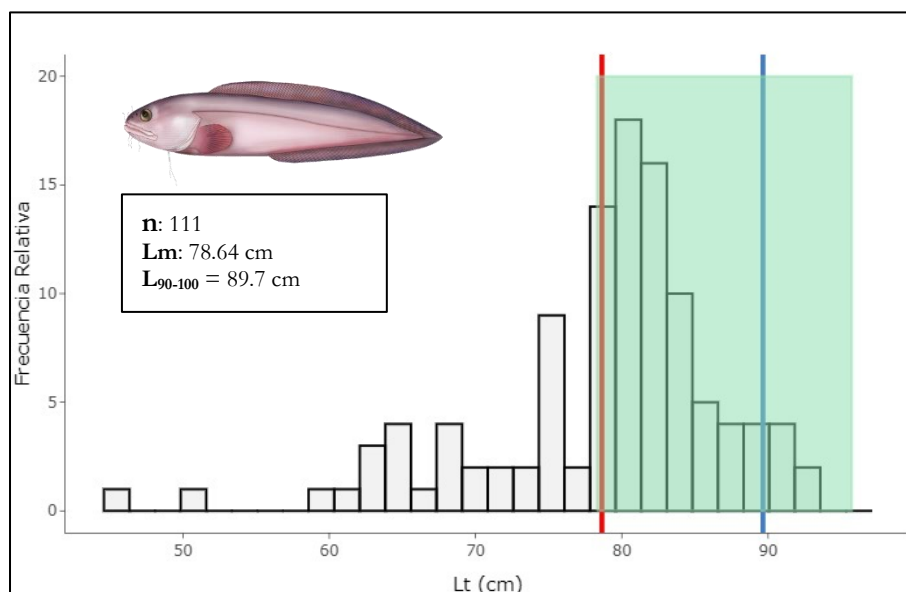 20
15
10
5
0
Frecuencia Relativa
n: 111
Lm: 78.64 cm
L90-100 = 89.7 cm
50 60 70 80 90
Lt (cm)